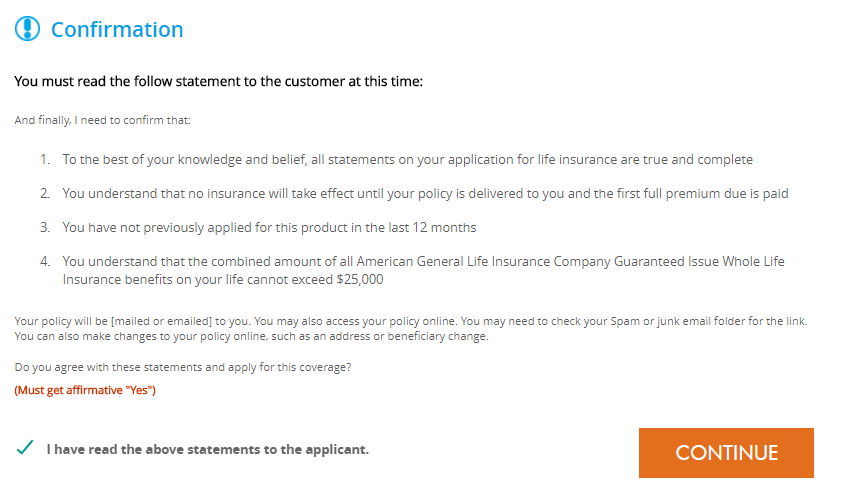 Confirmation
You must read the follow statement to the customer at this time:
And finally, I need to confirm that:
1. To the best of your knowledge and belief, all statements on your application for life insurance are true and complete
2. You understand that no insurance will take effect until your policy is delivered to you and the first full premium due is paid
3. You have not previously applied for this product in the last 12 months
4. You understand that the combined amount of all American General Life Insurance Company Guaranteed Issue Whole Life
Insurance benefits on your life cannot exceed $25,000
Your policy will be [mailed or emailed] to you. You may also access your policy online. You may need to check your Spam or junk email folder for the link.
You can also make changes to your policy online, such as an address or beneficiary change.
Do you agree with these statements and apply for this coverage?
(Must get affirmative "Yes")
I have read the above statements to the applicant.
CONTINUE